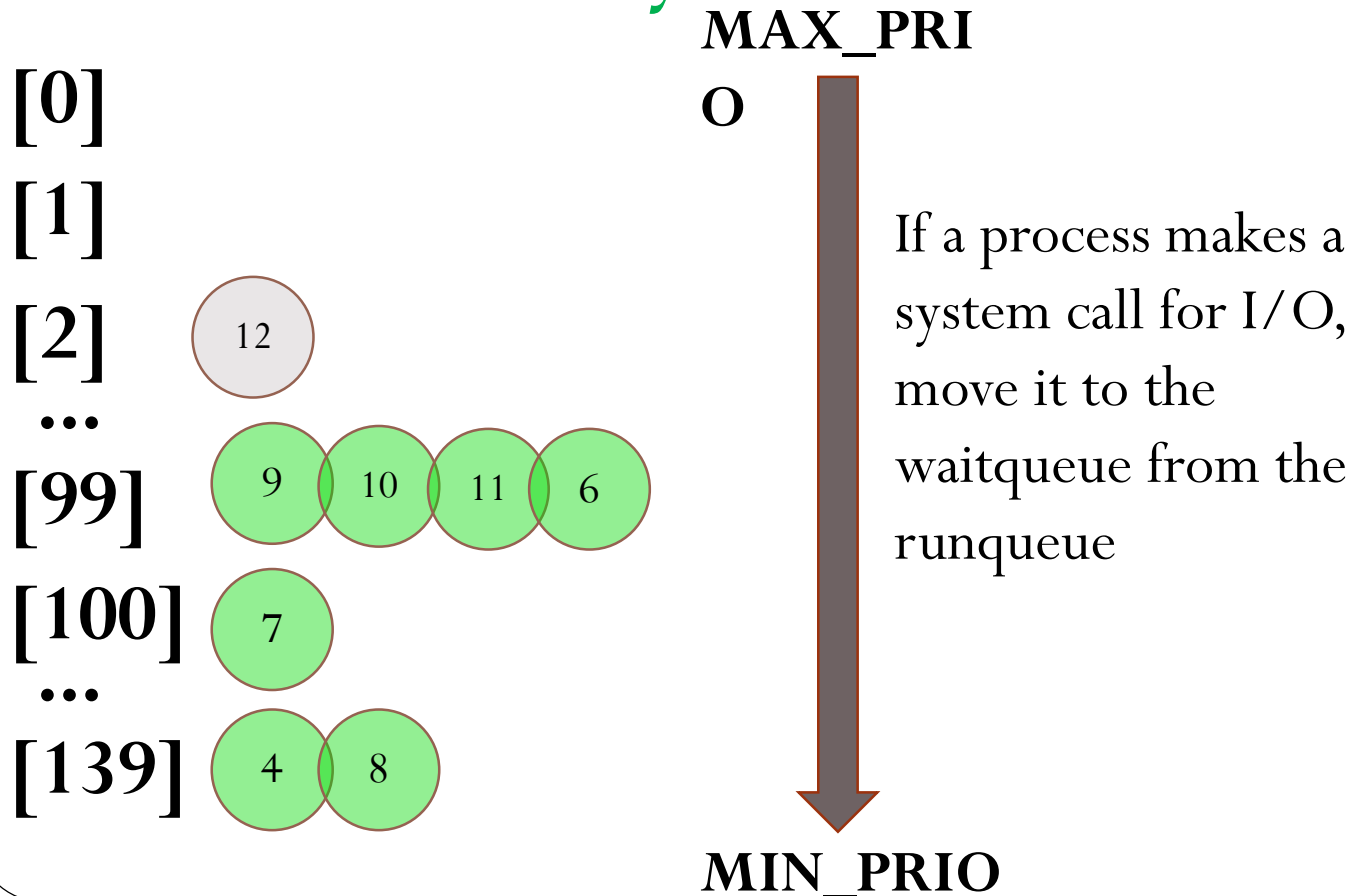 MAX_PRI
O
[0]
[1]
If a process makes a
system call for I/O,
move it to the
waitqueue from the
runqueue
[2] 12
...
[99] 9 10 11 6
[100] 7
...
[139] 4 8
MIN_PRIO